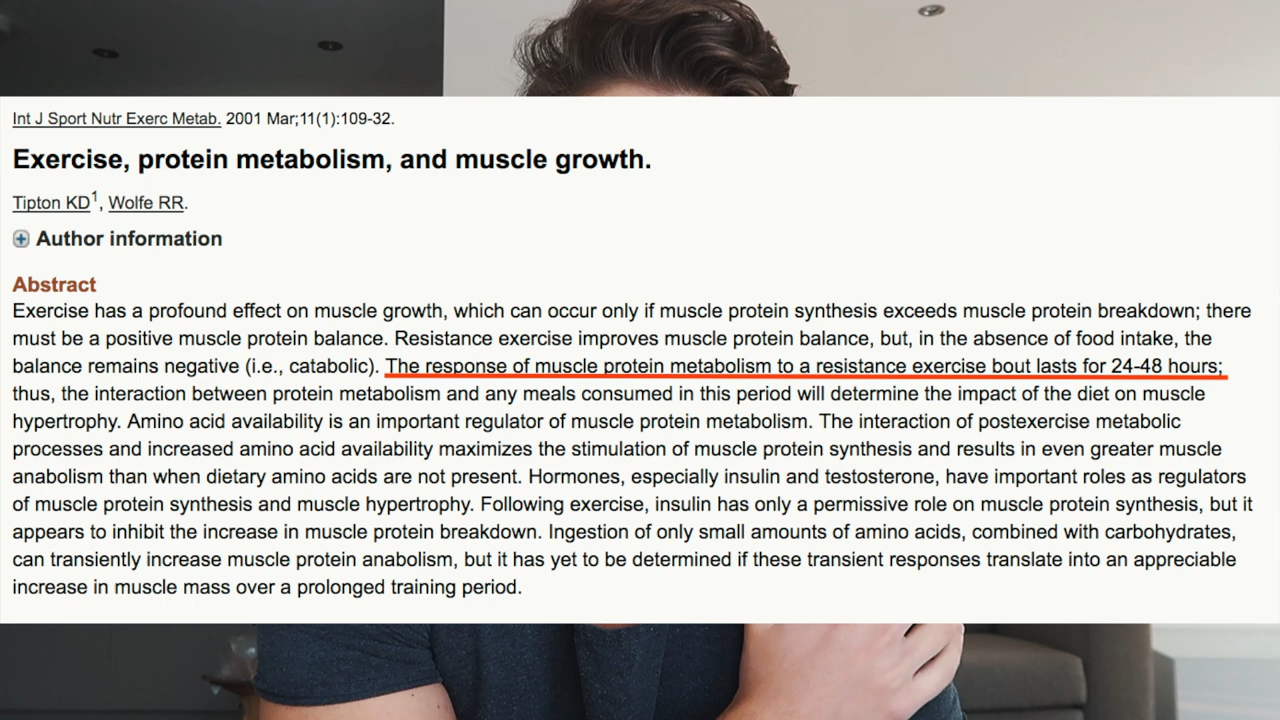 Int J Sport Nutr Exerc Metab. 2001 Mar;11(1):109-32.
Exercise, protein metabolism, and muscle growth.
Tipton KD1, Wolfe RR.
Author information
Abstract
Exercise has a profound effect on muscle growth, which can occur only if muscle protein synthesis exceeds muscle protein breakdown; there
must be a positive muscle protein balance. Resistance exercise improves muscle protein balance, but, in the absence of food intake, the
balance remains negative (i.e., catabolic). The response of muscle protein metabolism to a resistance exercise bout lasts for 24-48 hours;
thus, the interaction between protein metabolism and any meals consumed in this period will determine the impact of the diet on muscle
hypertrophy. Amino acid availability is an important regulator of muscle protein metabolism. The interaction of postexercise metabolic
processes and increased amino acid availability maximizes the stimulation of muscle protein synthesis and results in even greater muscle
anabolism than when dietary amino acids are not present. Hormones, especially insulin and testosterone, have important roles as regulators
of muscle protein synthesis and muscle hypertrophy. Following exercise, insulin has only a permissive role on muscle protein synthesis, but it
appears to inhibit the increase in muscle protein breakdown. Ingestion of only small amounts of amino acids, combined with carbohydrates,
can transiently increase muscle protein anabolism, but it has yet to be determined if these transient responses translate into an appreciable
increase in muscle mass over a prolonged training period.